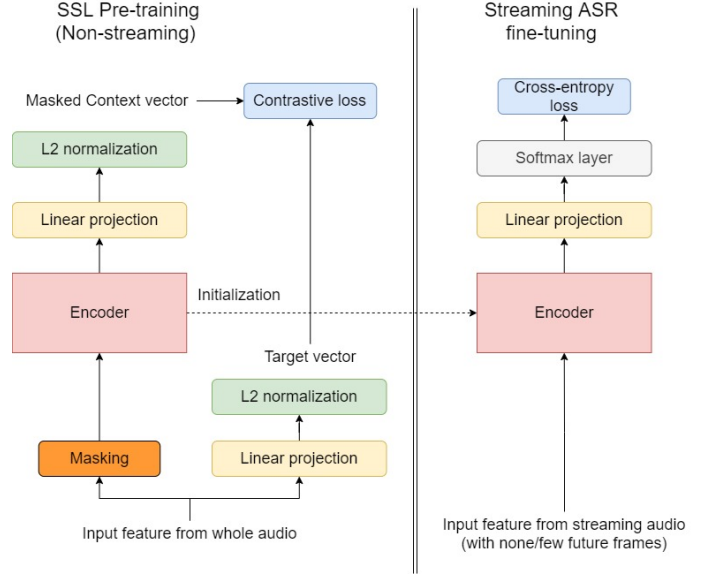 SSL Pre-training
(Non-streaming)
Masked Context vector
Contrastive loss
L2 normalization
Linear projection
Encoder
Initialization
Target vector
L2 normalization
Masking
Linear projection
Input feature from whole audio
Streaming ASR
fine-tuning
Cross-entropy
loss
Softmax layer
Linear projection
Encoder
Input feature from streaming audio
(with none/few future frames)